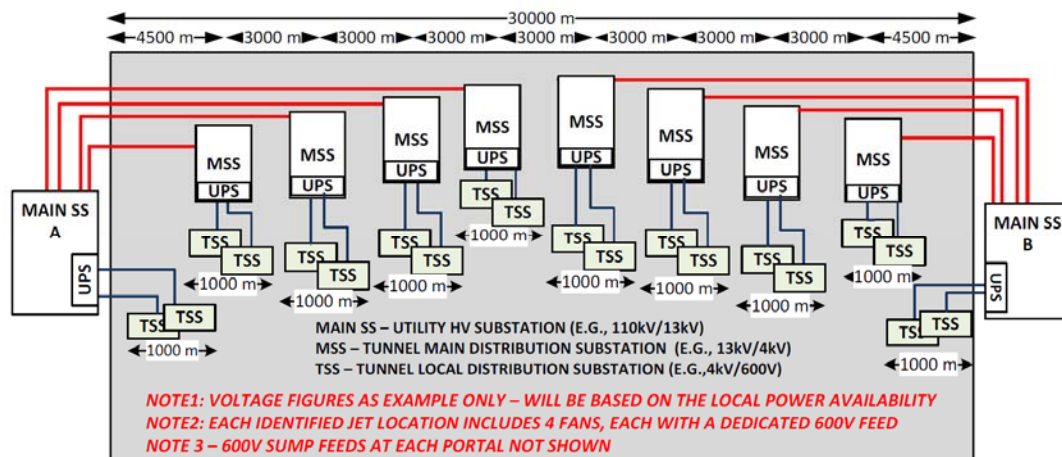 30000 m
4500 m 3000 m 3000 m 3000 m 3000 m 3000 m 3000 m 4500 m
MSS
UPS
MSS
UPS
MSS
UPS
MSS
UPS
MSS
UPS
MSS
UPS
MSS
UPS
MSS
UPS
MAIN SS
A
UPS
MAIN SS
B
UPS
TSS
TSS
1000 m
TSS
TSS
1000 m
TSS
TSS
1000 m
TSS
TSS
1000 m
TSS
TSS
1000 m
TSS
TSS
1000 m
TSS
TSS
1000 m
TSS
TSS
1000 m
TSS
TSS
1000 m
TSS
TSS
1000 m
MAIN SS – UTILITY HV SUBSTATION (E.G., 110kV/13kV)
MSS – TUNNEL MAIN DISTRIBUTION SUBSTATION (E.G., 13kV/4kV)
TSS – TUNNEL LOCAL DISTRIBUTION SUBSTATION (E.G.,4kV/600V)
NOTE1: VOLTAGE FIGURES AS EXAMPLE ONLY – WILL BE BASED ON THE LOCAL POWER AVAILABILITY
NOTE2: EACH IDENTIFIED JET LOCATION INCLUDES 4 FANS, EACH WITH A DEDICATED 600V FEED
NOTE 3 – 600V SUMP FEEDS AT EACH PORTAL NOT SHOWN